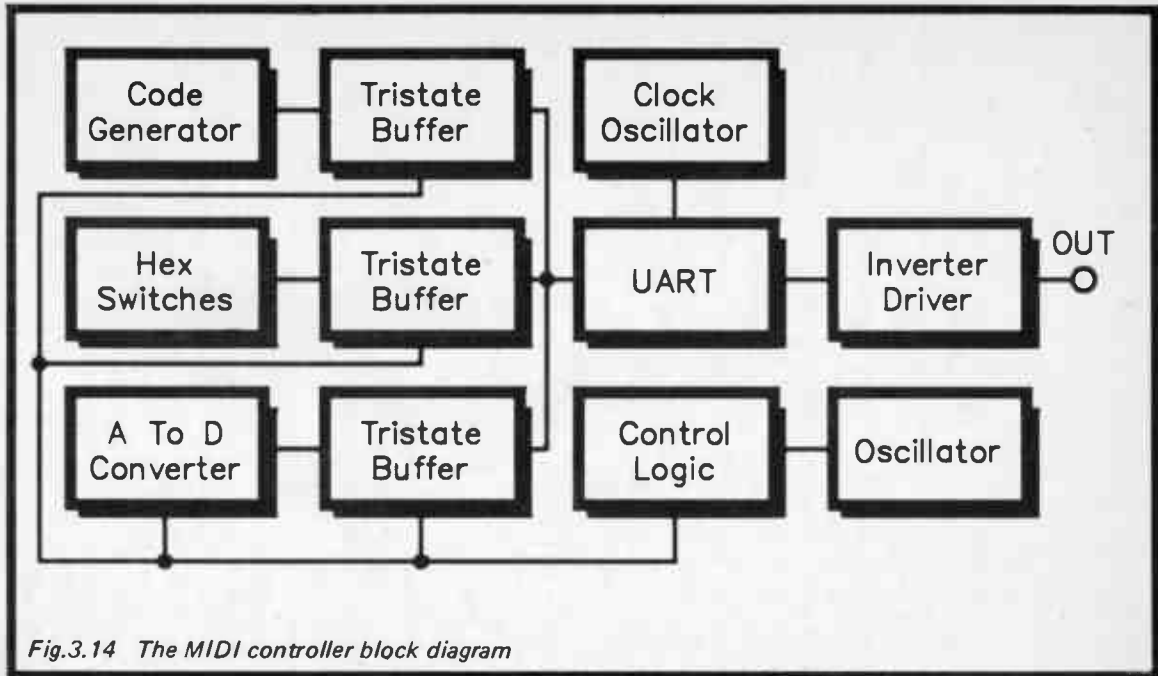 Code
Generator
Tristate
Buffer
Clock
Oscillator
Hex
Switches
Tristate
Buffer
UART
Inverter
Driver
OUT
A To D
Converter
Tristate
Buffer
Control
Logic
Oscillator
Fig.3.14 The MIDI controller block diagram